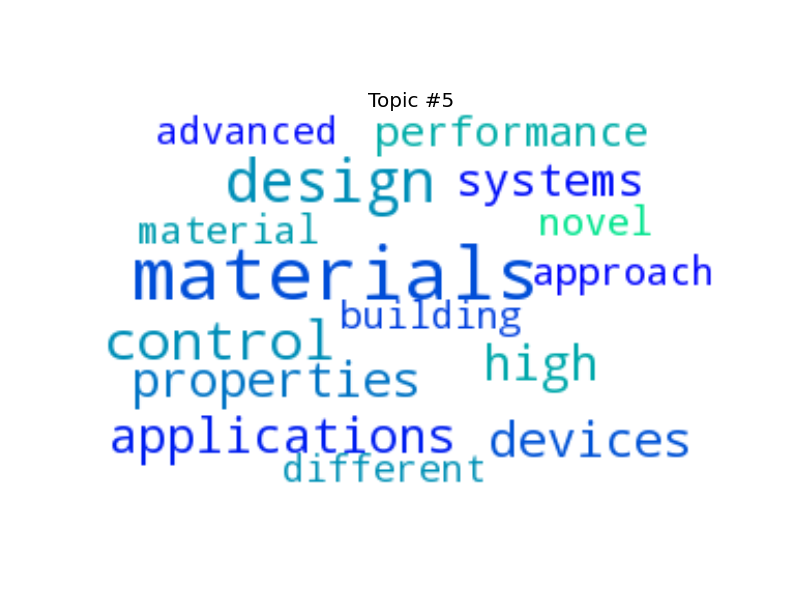 Topic #5
advanced performance
design systems
material novel
materials approach
building
control high
properties
applications devices
different